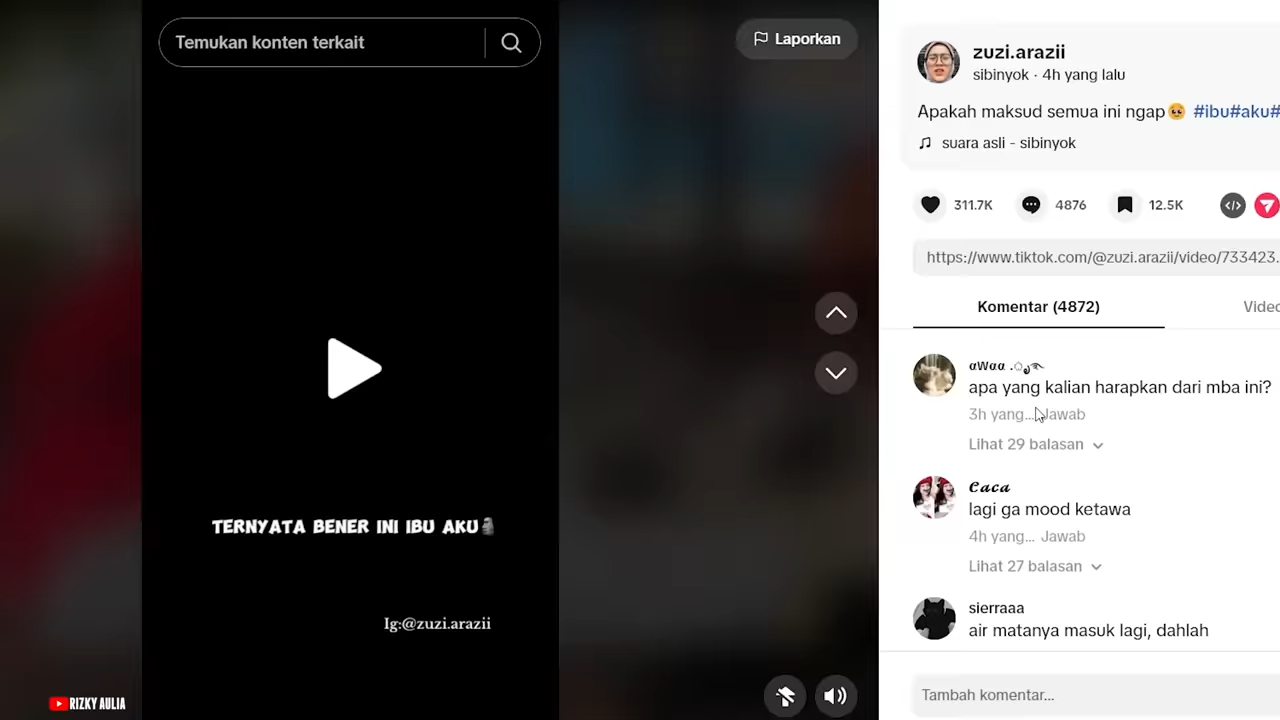 Temukan konten terkait
Laporkan
TERNYATA BENER INI IBU AKU🗿
Ig:@zuzi.arazii
RIZKY AULIA
zuzi.arazii
sibinyok · 4h yang lalu
Apakah maksud semua ini ngap🥺 #ibu#aku#
suara asli - sibinyok
311.7K
4876
12.5K
https://www.tiktok.com/@zuzi.arazii/video/733423.
Komentar (4872)
Video
αWαα
apa yang kalian harapkan dari mba ini?
3h yang... Jawab
Lihat 29 balasan
𝓒𝓪𝓬𝓪
lagi ga mood ketawa
4h yang... Jawab
Lihat 27 balasan
sierraaa
air matanya masuk lagi, dahlah
Tambah komentar...